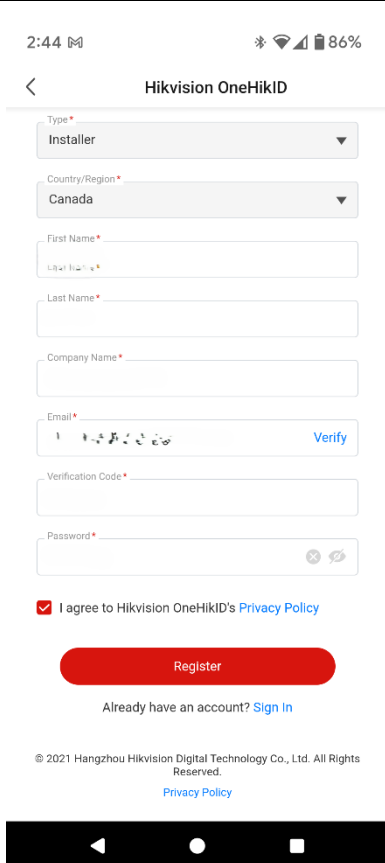 2:44
86%
Hikvision OneHikID
Type*
Installer
Country/Region*
Canada
First Name*
Last Name*
Company Name*
Email*
Verify
Verification Code*
Password*
I agree to Hikvision OneHikID's Privacy Policy
Register
Already have an account? Sign In
© 2021 Hangzhou Hikvision Digital Technology Co., Ltd. All Rights
Reserved.
Privacy Policy